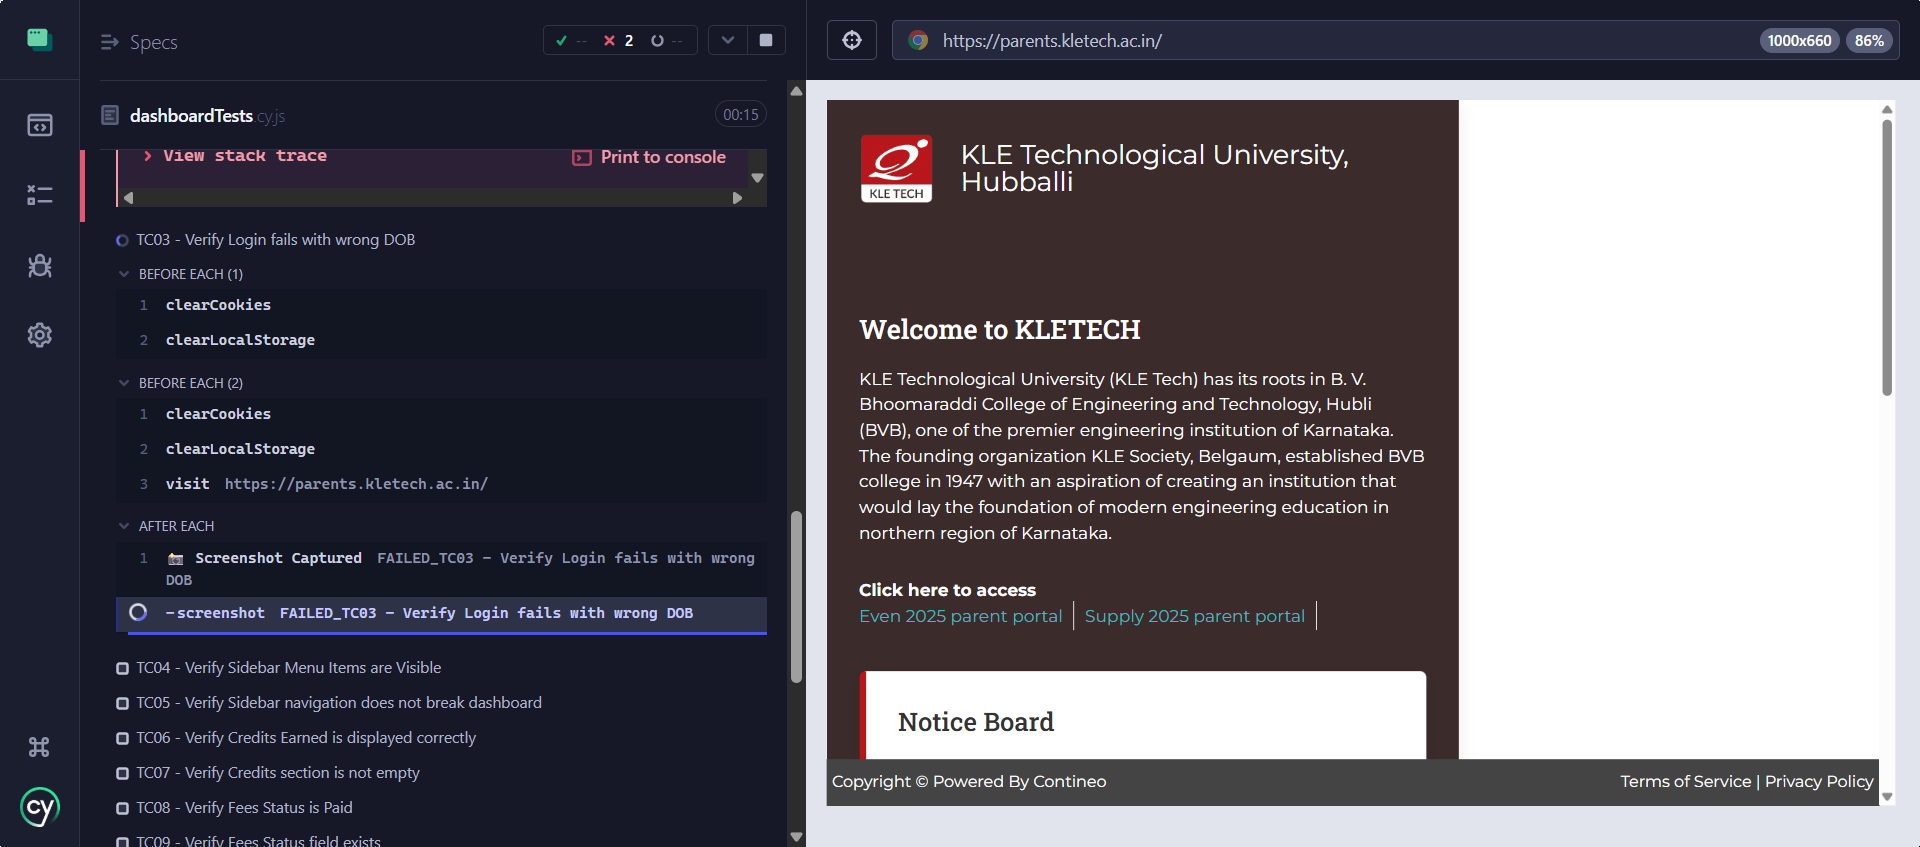 Specs
-- 2 --
https://parents.kletech.ac.in/
1000x660
86%
dashboardTests.cy.js
00:15
View stack trace
Print to console
TC03 - Verify Login fails with wrong DOB
BEFORE EACH (1)
1 clearCookies
2 clearLocalStorage
BEFORE EACH (2)
1 clearCookies
2 clearLocalStorage
3 visit https://parents.kletech.ac.in/
AFTER EACH
1 Screenshot Captured FAILED_TC03 - Verify Login fails with wrong
DOB
-screenshot FAILED_TC03 - Verify Login fails with wrong DOB
TC04 - Verify Sidebar Menu Items are Visible
TC05 - Verify Sidebar navigation does not break dashboard
TC06 - Verify Credits Earned is displayed correctly
TC07 - Verify Credits section is not empty
TC08 - Verify Fees Status is Paid
TC09 - Verify Fees Status field exists
cy
KLE TECH
KLE Technological University,
Hubballi
Welcome to KLETECH
KLE Technological University (KLE Tech) has its roots in B. V.
Bhoomaraddi College of Engineering and Technology, Hubli
(BVB), one of the premier engineering institution of Karnataka.
The founding organization KLE Society, Belgaum, established BVB
college in 1947 with an aspiration of creating an institution that
would lay the foundation of modern engineering education in
northern region of Karnataka.
Click here to access
Even 2025 parent portal | Supply 2025 parent portal |
Notice Board
Copyright © Powered By Contineo
Terms of Service | Privacy Policy